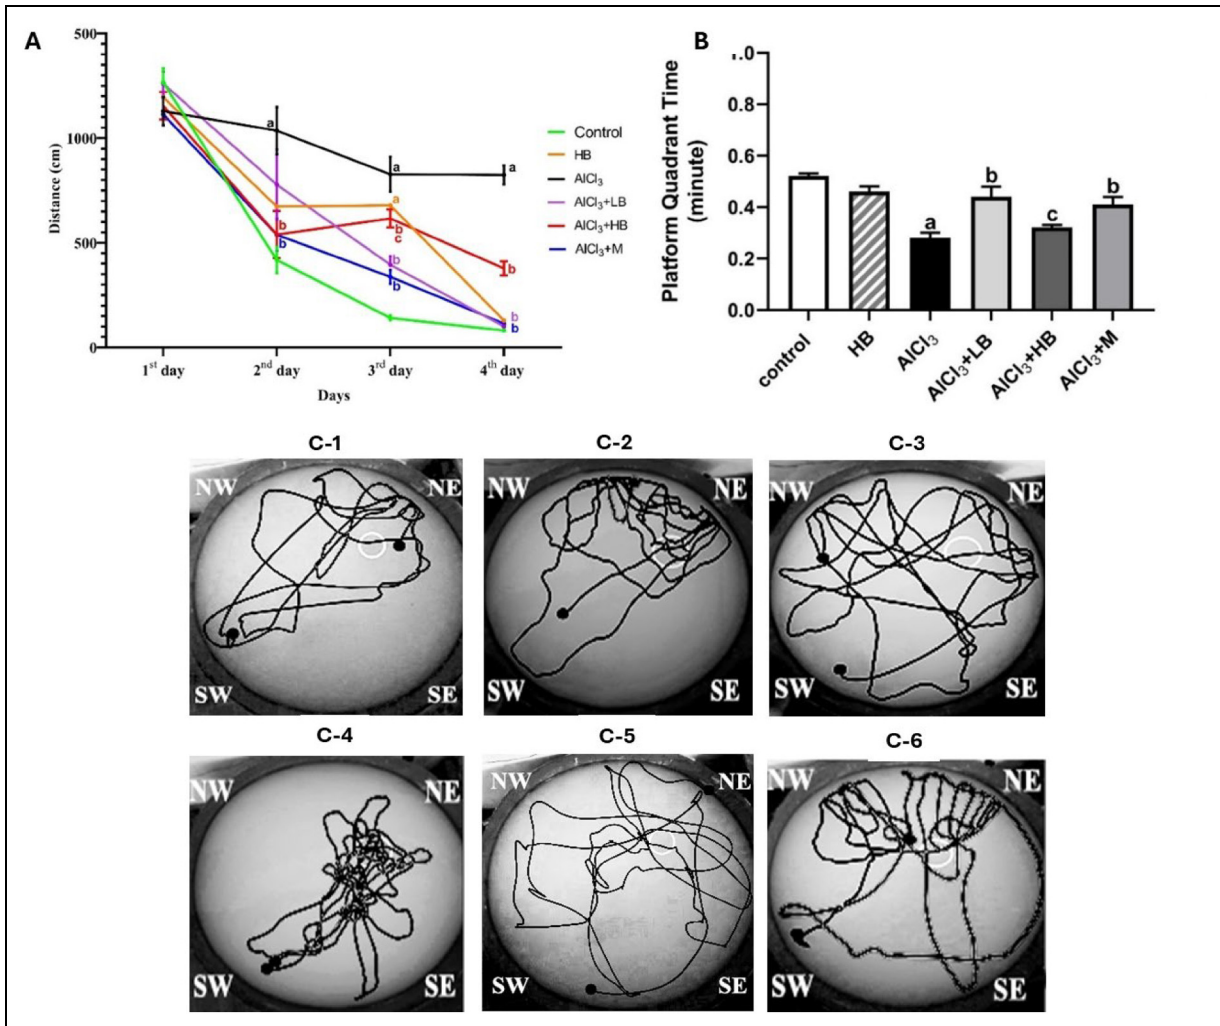 A
500
1000
500
0
Distance (cm)
1st day
2nd day
3rd day
4th day
Days
a
a
a
a
b
b
b
c
b
b
b
b
b
Control
HB
AlCl3
AlCl3+LB
AlCl3+HB
AlCl3+M
B
1.0
0.8
0.6
0.4
0.2
0.0
Platform Quadrant Time
(minute)
a
b
c
b
control
HB
AlCl3
AlCl3+LB
AlCl3+HB
AlCl3+M
C-1
C-2
C-3
NW
NE
SW
SE
NW
NE
SW
SE
NW
NE
SW
SE
C-4
C-5
C-6
NW
NE
SW
SE
NW
NE
SW
SE
NW
NE
SW
SE